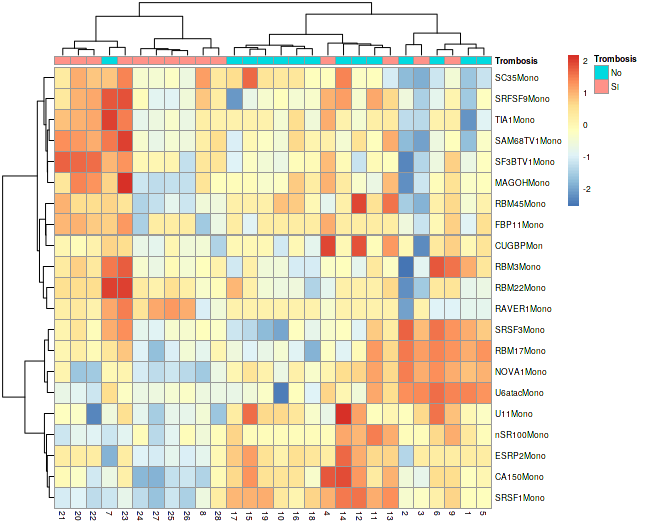 Trombosis
SC35Mono
SRFSF9Mono
TIA1Mono
SAM68TV1Mono
SF3BTV1Mono
MAGOHMono
RBM45Mono
FBP11Mono
CUGBPMon
RBM3Mono
RBM22Mono
RAVER1Mono
SRSF3Mono
RBM17Mono
NOVA1Mono
U6atacMono
U11Mono
nSR100Mono
ESRP2Mono
CA150Mono
SRSF1Mono
21 20 22 7 23 24 27 25 26 8 28 17 15 19 10 16 18 4 14 12 11 13 2 3 6 9 1 5
2
1
0
-1
-2
Trombosis
No
SI